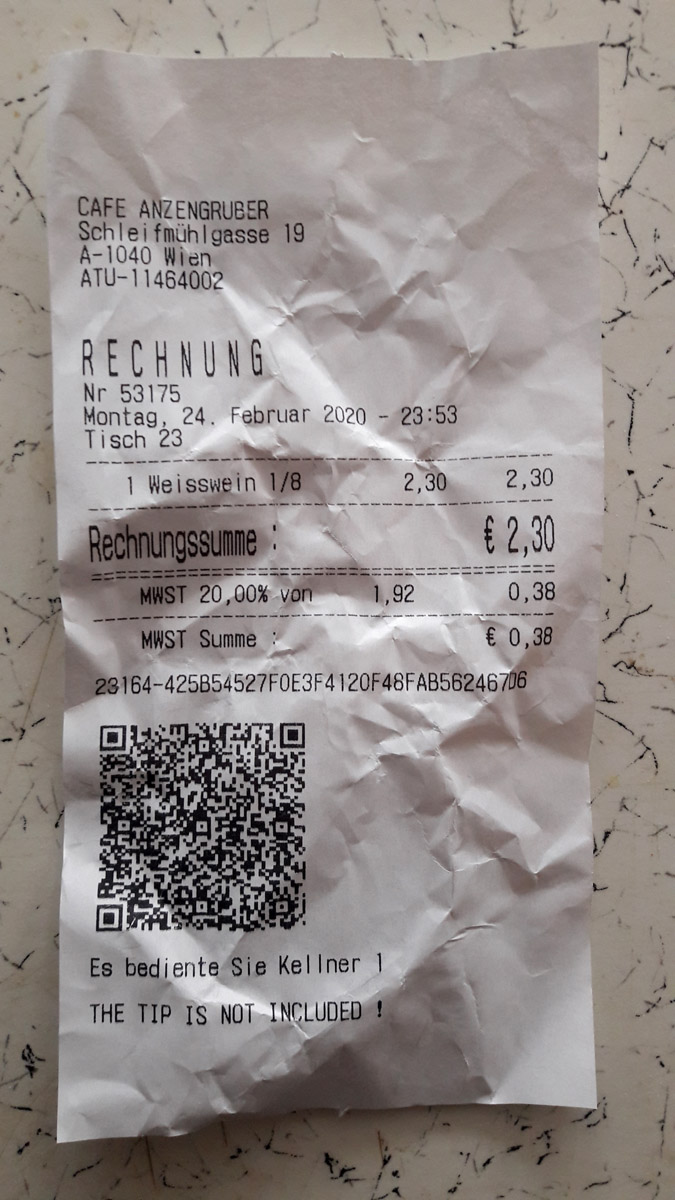 CAFE ANZENGRUBER
Schleifmühlgasse 19
A-1040 Wien
ATU-11464002
RECHNUNG
Nr 53175
Montag, 24. Februar 2020 - 23:53
Tisch 23
1 Weisswein 1/8 2,30 2,30
Rechnungssumme : € 2,30
MWST 20,00% von 1,92 0,38
MWST Summe : € 0,38
23164-425B54527F0E3F4120F48FAB562467D6
Es bediente Sie Kellner 1
THE TIP IS NOT INCLUDED !